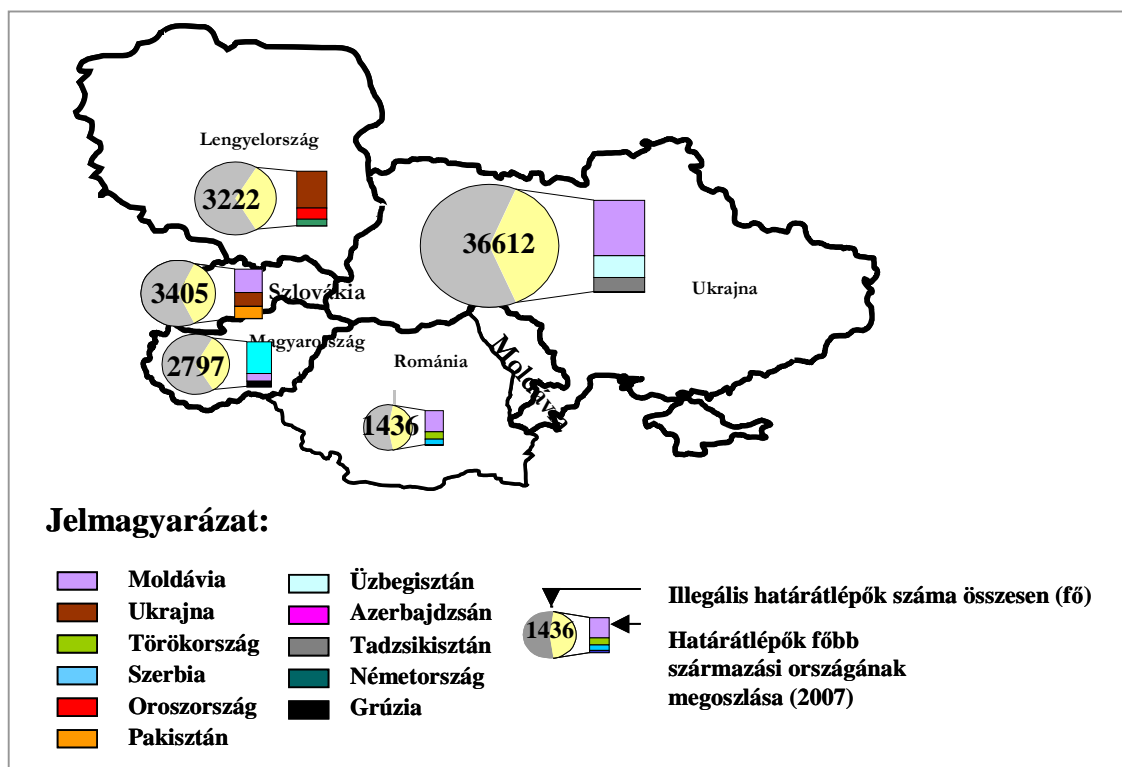 Lengyelország
3222
36612
3405
Szlovákia
Ukrajna
Magyarország
2797
Románia
Moldávia
1436
Jelmagyarázat:
Moldávia
Ukrajna
Törökország
Szerbia
Oroszország
Pakisztán
Üzbegisztán
Azerbajdzsán
Tadzsikisztán
Németország
Grúzia
1436
Illegális határátlépők száma összesen (fő)
Határátlépők főbb
származási országának
megoszlása (2007)